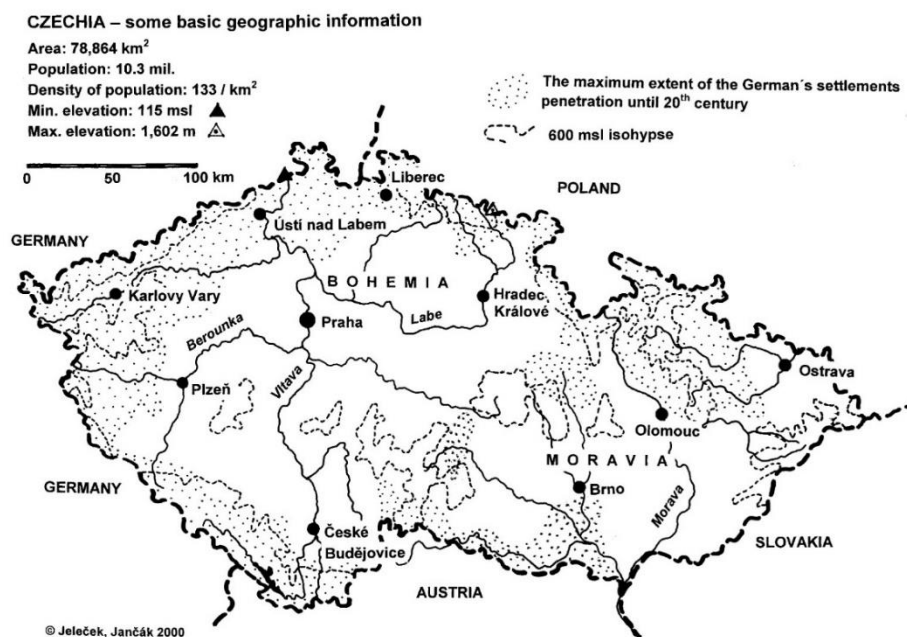 CZECHIA – some basic geographic information
Area: 78,864 km²
Population: 10.3 mil.
Density of population: 133 / km²
Min. elevation: 115 msl
Max. elevation: 1,602 m
0 50 100 km
The maximum extent of the German´s settlements
penetration until 20th century
600 msl isohypse
Liberec
POLAND
Ústí nad Labem
GERMANY
BOHEMIA
Karlovy Vary
Hradec
Králové
Labe
Praha
Berounka
Ostrava
Vltava
Plzeň
Olomouc
MORAVIA
GERMANY
Brno
Morava
České
Budějovice
SLOVAKIA
AUSTRIA
© Jeleček, Jančák 2000